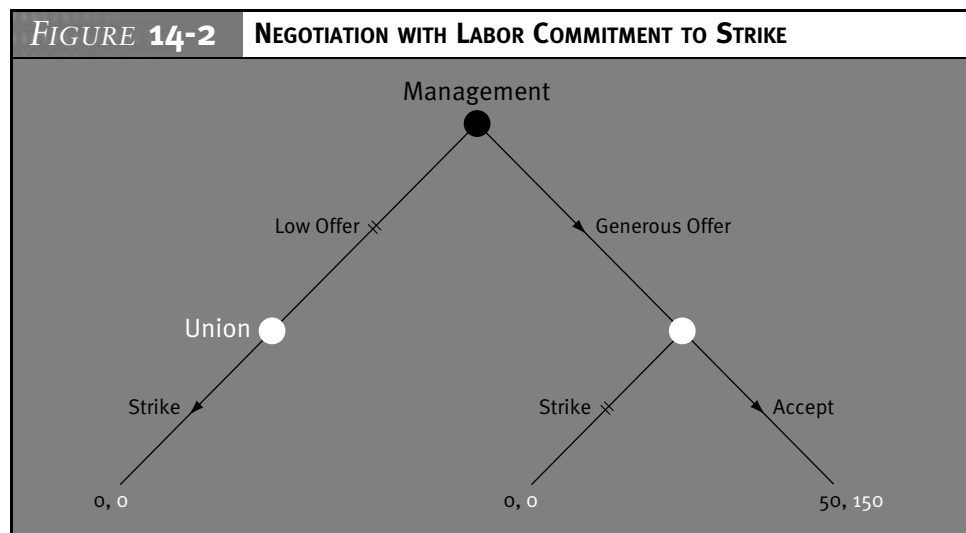 FIGURE 14-2 NEGOTIATION WITH LABOR COMMITMENT TO STRIKE
Management
Low Offer Generous Offer
Union
Strike Strike Accept
0, 0 0, 0 50, 150